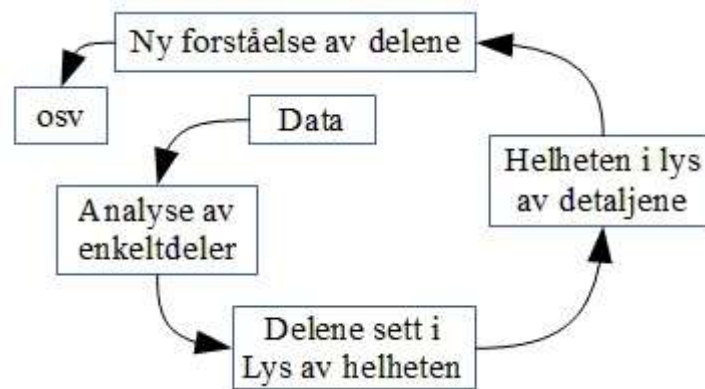 Ny forståelse av delene
osv
Data
Helheten i lys
av detaljene
Analyse av
enkeltdeler
Delene sett i
Lys av helheten